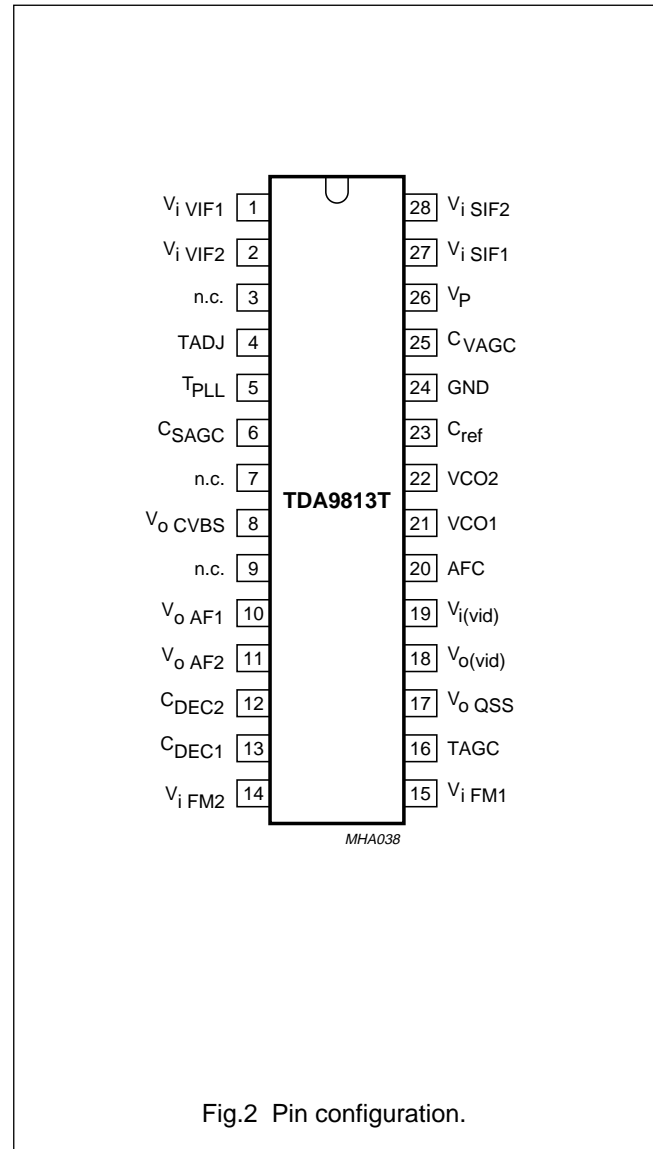 Vi VIF1 1 28 Vi SIF2
Vi VIF2 2 27 Vi SIF1
n.c. 3 26 VP
TADJ 4 25 CVAGC
TPLL 5 24 GND
CSAGC 6 23 Cref
n.c. 7 22 VCO2
TDA9813T
Vo CVBS 8 21 VCO1
n.c. 9 20 AFC
Vo AF1 10 19 Vi(vid)
Vo AF2 11 18 Vo(vid)
CDEC2 12 17 Vo QSS
CDEC1 13 16 TAGC
Vi FM2 14 15 Vi FM1
MHA038
Fig.2 Pin configuration.